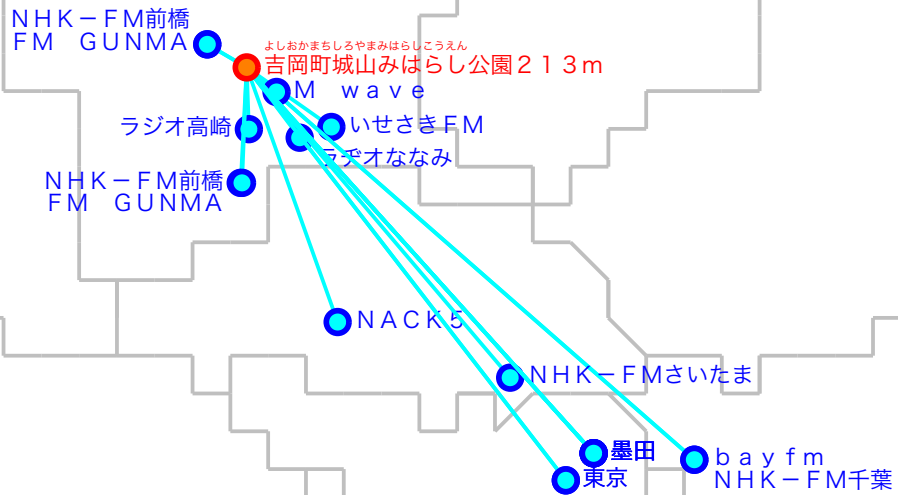 ＮＨＫ－ＦＭ前橋
ＦＭ　ＧＵＮＭＡ
よしおかまちしろやまみはらしこうえん
吉岡町城山みはらし公園２１３ｍ
Ｍ　ｗａｖｅ
ラジオ高崎
いせさきＦＭ
ラヂオななみ
ＮＨＫ－ＦＭ前橋
ＦＭ　ＧＵＮＭＡ
ＮＡＣＫ５
ＮＨＫ－ＦＭさいたま
墨田
ｂａｙｆｍ
東京
ＮＨＫ－ＦＭ千葉